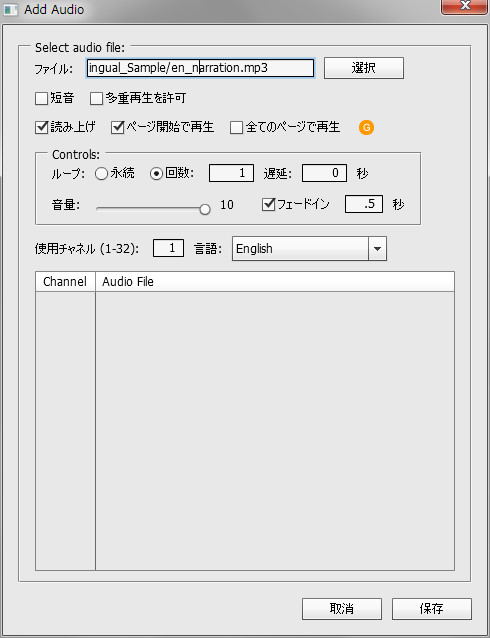 Add Audio
Select audio file:
ファイル: ingual_Sample/en_narration.mp3 選択
短音 多重再生を許可
読み上げ ページ開始で再生 全てのページで再生 G
Controls:
ループ: 永続 回数: 1 遅延: 0 秒
音量: 10 フェードイン .5 秒
使用チャネル (1-32): 1 言語: English
Channel Audio File
取消 保存